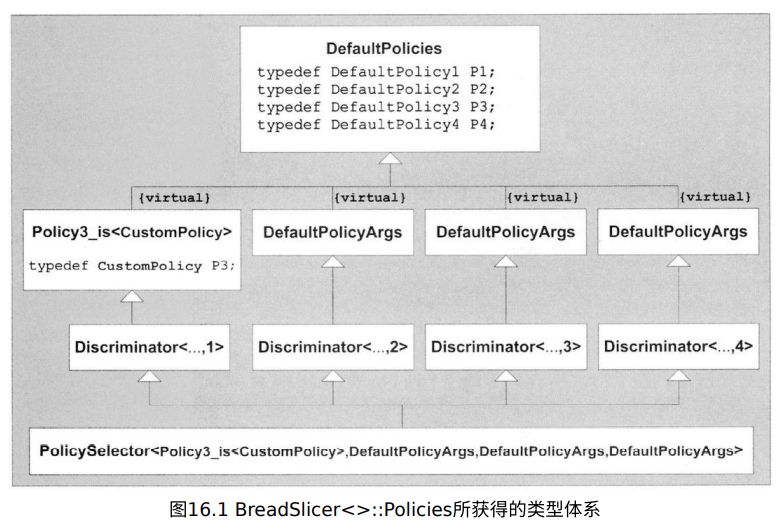 DefaultPolicies
typedef DefaultPolicy1 P1;
typedef DefaultPolicy2 P2;
typedef DefaultPolicy3 P3;
typedef DefaultPolicy4 P4;
{virtual} {virtual} {virtual} {virtual}
Policy3_is<CustomPolicy> DefaultPolicyArgs DefaultPolicyArgs DefaultPolicyArgs
typedef CustomPolicy P3;
Discriminator<...,1> Discriminator<...,2> Discriminator<...,3> Discriminator<...,4>
PolicySelector<Policy3_is<CustomPolicy>,DefaultPolicyArgs,DefaultPolicyArgs,DefaultPolicyArgs>
图16.1 BreadSlicer<>::Policies所获得的类型体系